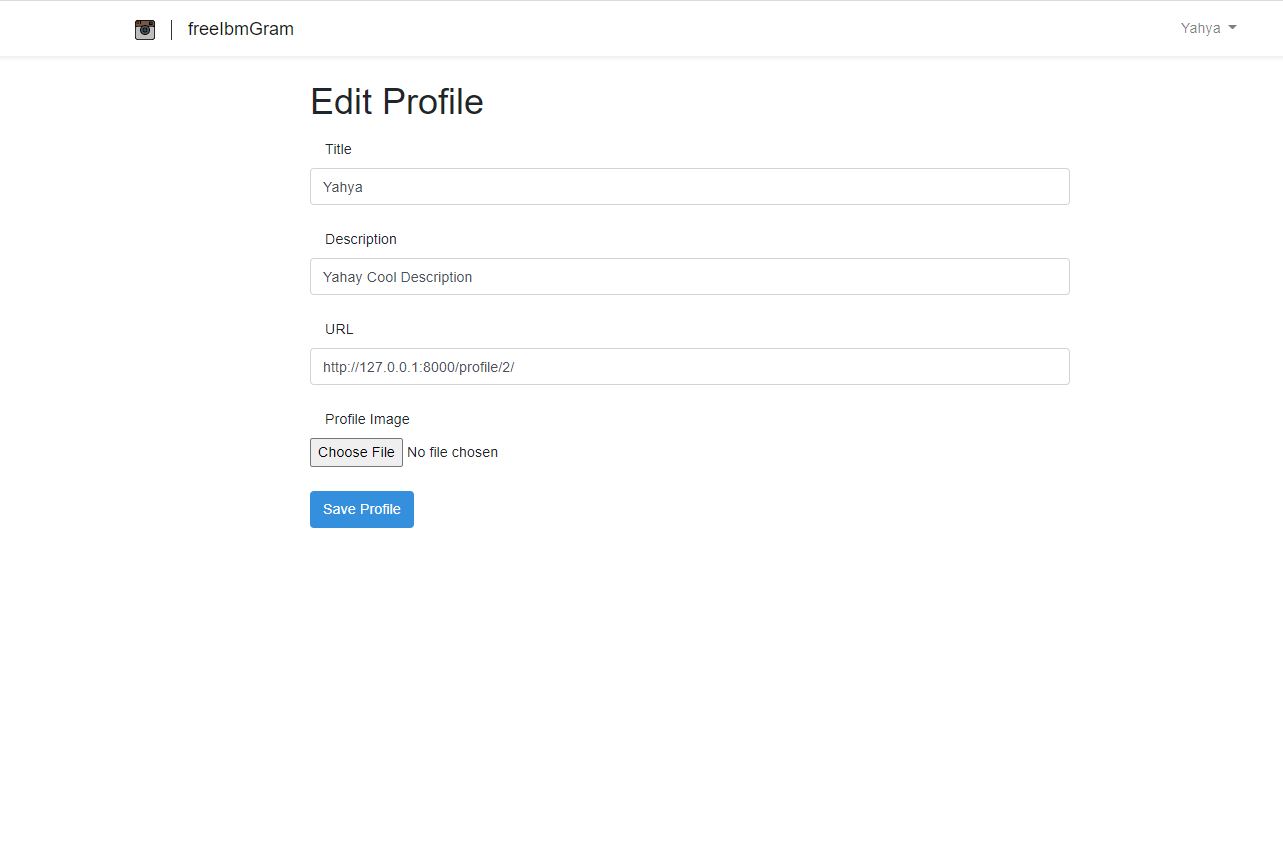 freeIbmGram
Yahya
Edit Profile
Title
Yahya
Description
Yahay Cool Description
URL
http://127.0.0.1:8000/profile/2/
Profile Image
Choose File No file chosen
Save Profile